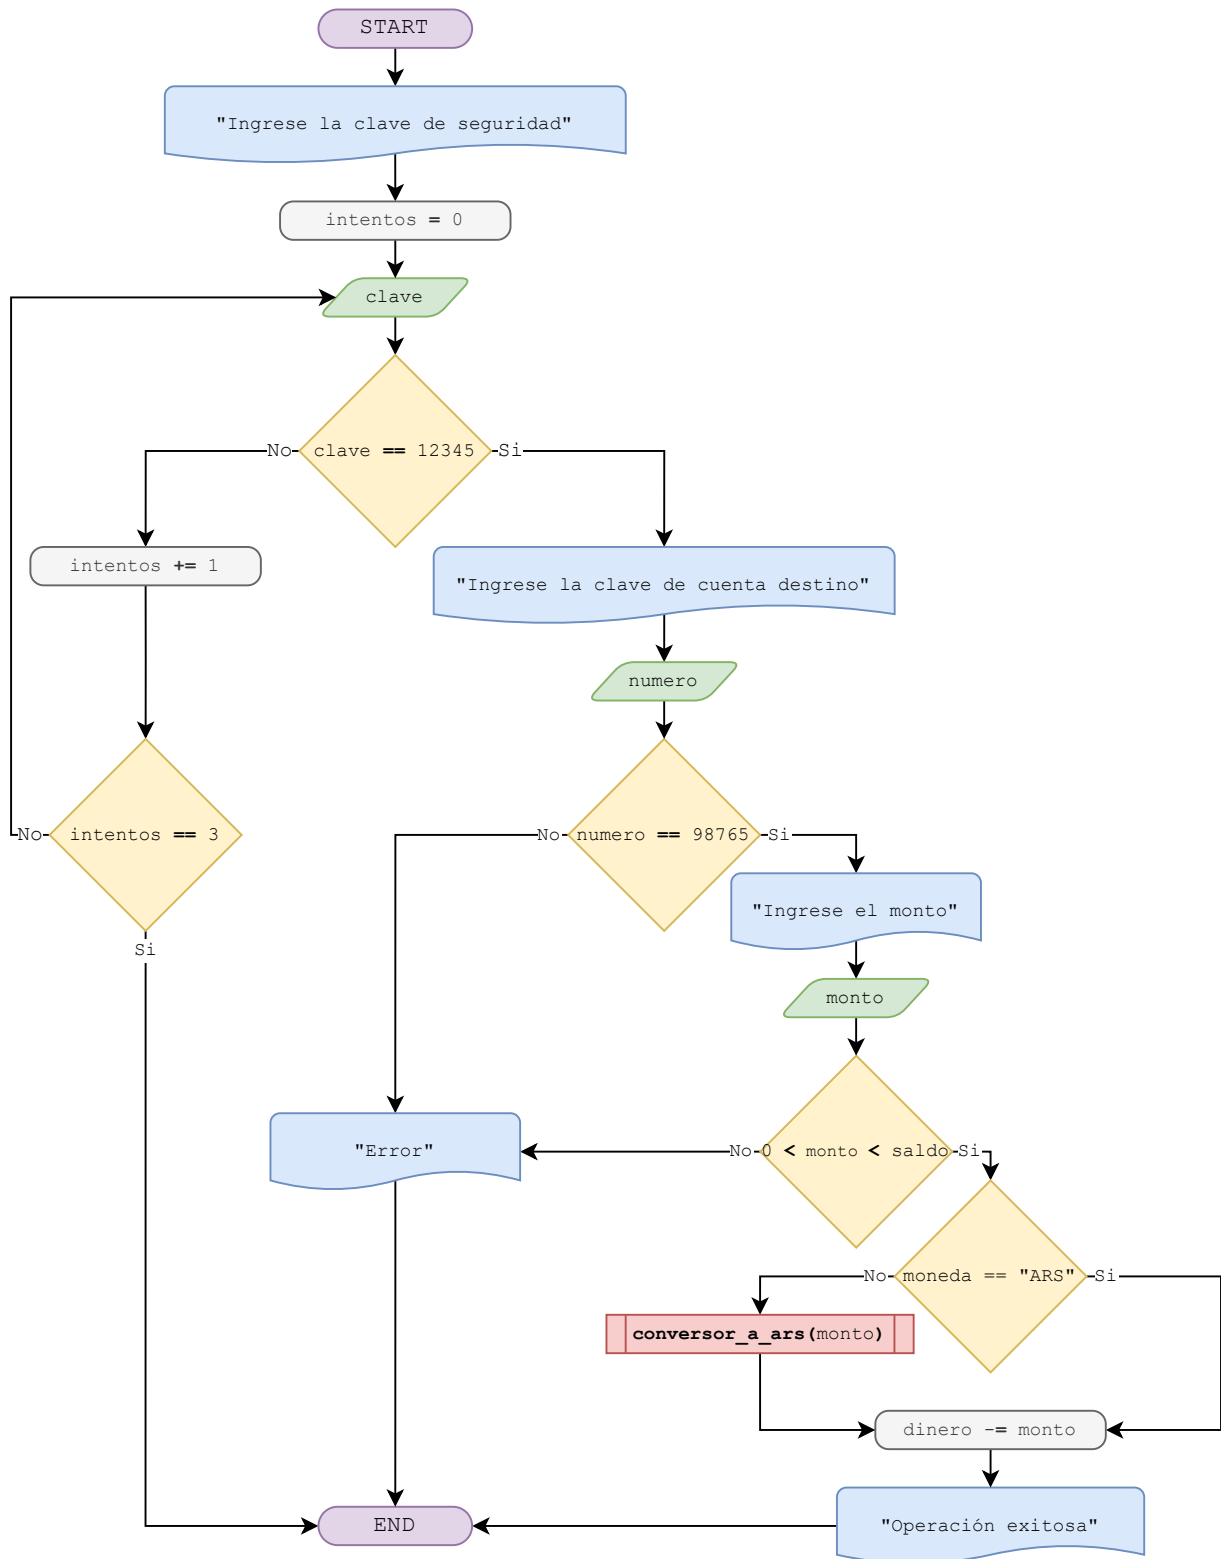 START
"Ingrese la clave de seguridad"
intentos = 0
clave
clave == 12345
No
Si
intentos += 1
"Ingrese la clave de cuenta destino"
numero
intentos == 3
No
Si
numero == 98765
No
Si
"Ingrese el monto"
monto
0 < monto < saldo
No
Si
"Error"
moneda == "ARS"
No
Si
conversor_a_ars(monto)
dinero -= monto
"Operación exitosa"
END